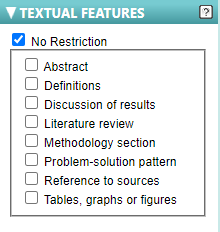 ▼ TEXTUAL FEATURES ?
No Restriction
Abstract
Definitions
Discussion of results
Literature review
Methodology section
Problem-solution pattern
Reference to sources
Tables, graphs or figures